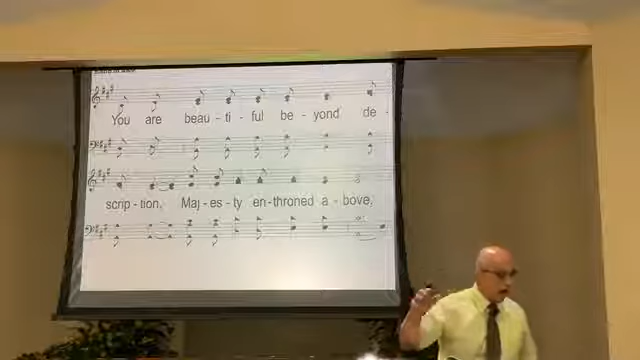 You are beau - ti - ful be - yond de -
scrip - tion, Maj - es - ty en - throned a - bove,